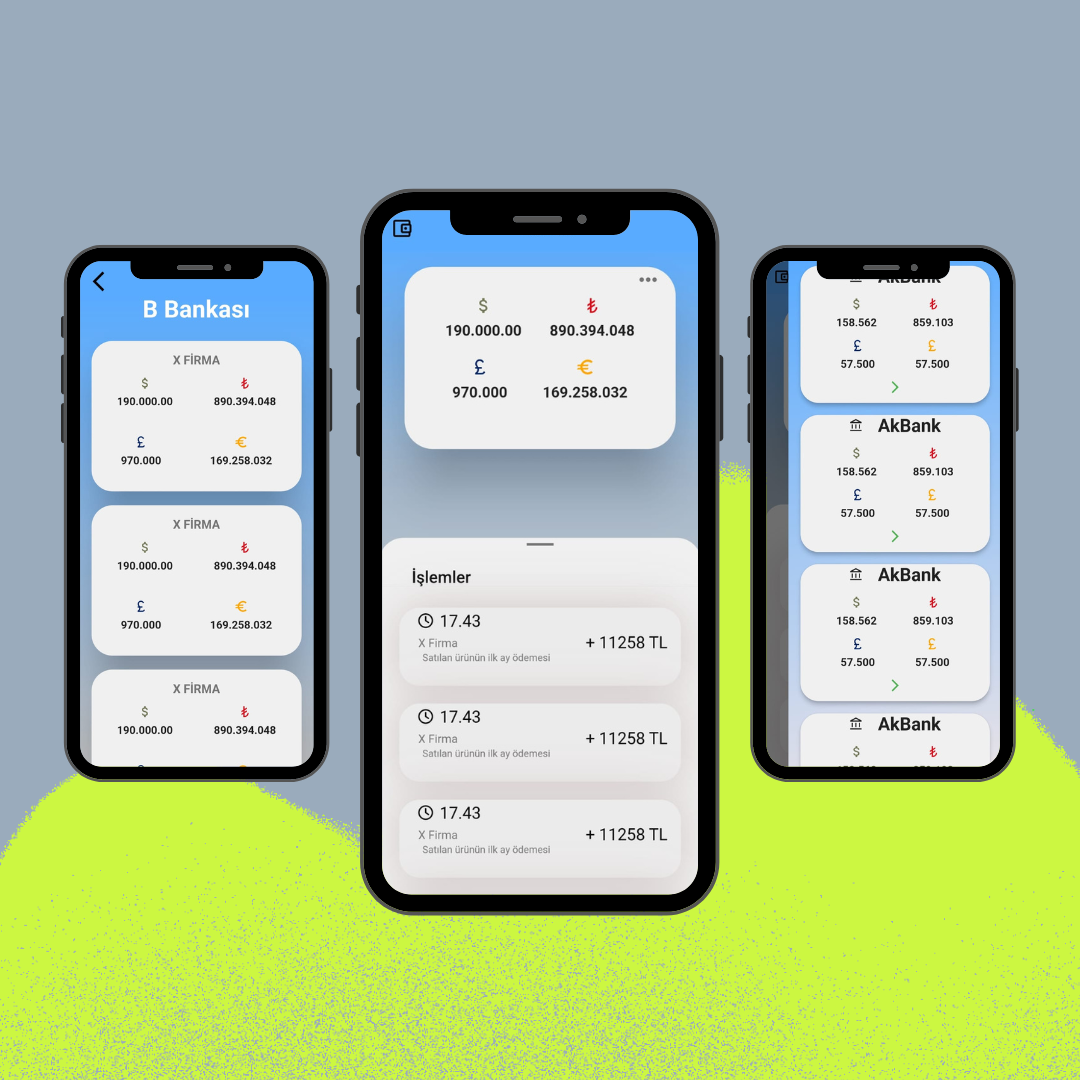 B Bankası
X FİRMA
$ ₺
190.000.00 890.394.048
£ €
970.000 169.258.032
X FİRMA
$ ₺
190.000.00 890.394.048
£ €
970.000 169.258.032
X FİRMA
$ ₺
190.000.00 890.394.048
$ ₺
190.000.00 890.394.048
£ €
970.000 169.258.032
İşlemler
17.43
X Firma
+ 11258 TL
Satılan ürünün ilk ay ödemesi
17.43
X Firma
+ 11258 TL
Satılan ürünün ilk ay ödemesi
17.43
X Firma
+ 11258 TL
Satılan ürünün ilk ay ödemesi
AkBank
$ ₺
158.562 859.103
£ £
57.500 57.500
AkBank
$ ₺
158.562 859.103
£ £
57.500 57.500
AkBank
$ ₺
158.562 859.103
£ £
57.500 57.500
AkBank
$ ₺